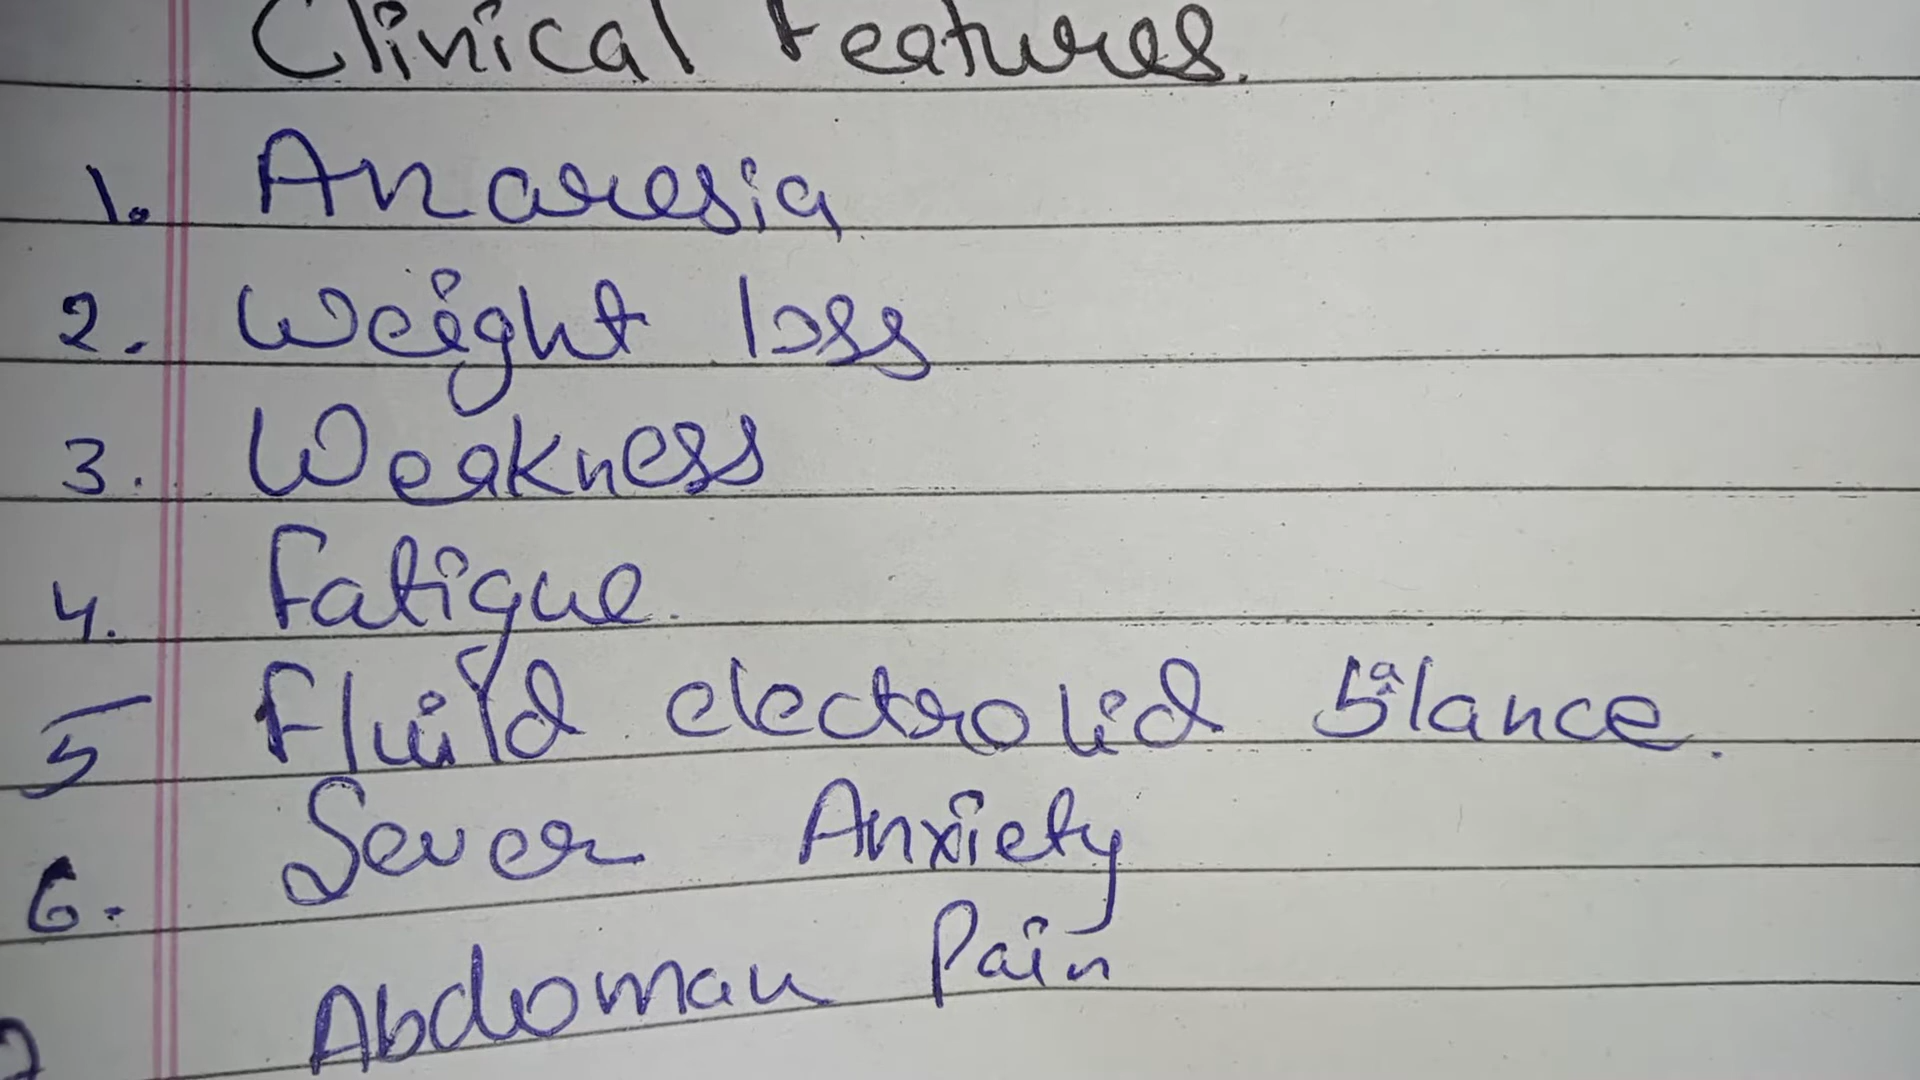 Clinical Features.
1. Anaresia
2. Weight loss
3. Weakness
4. Fatigue.
5 Fluid electrolid balance.
6. Sever Anxiety
7 Abdoman Pain